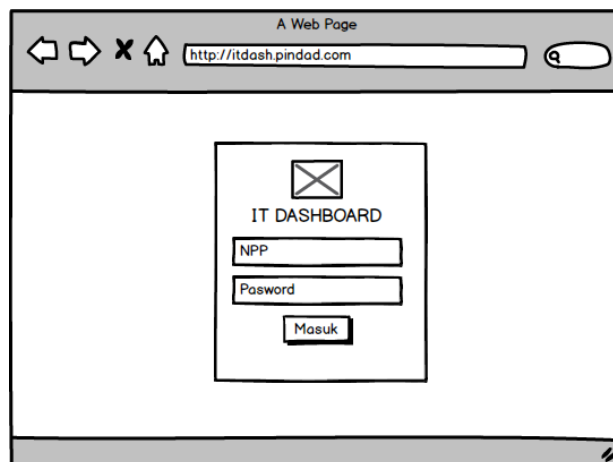 A Web Page
http://itdash.pindad.com
IT DASHBOARD
NPP
Pasword
Masuk